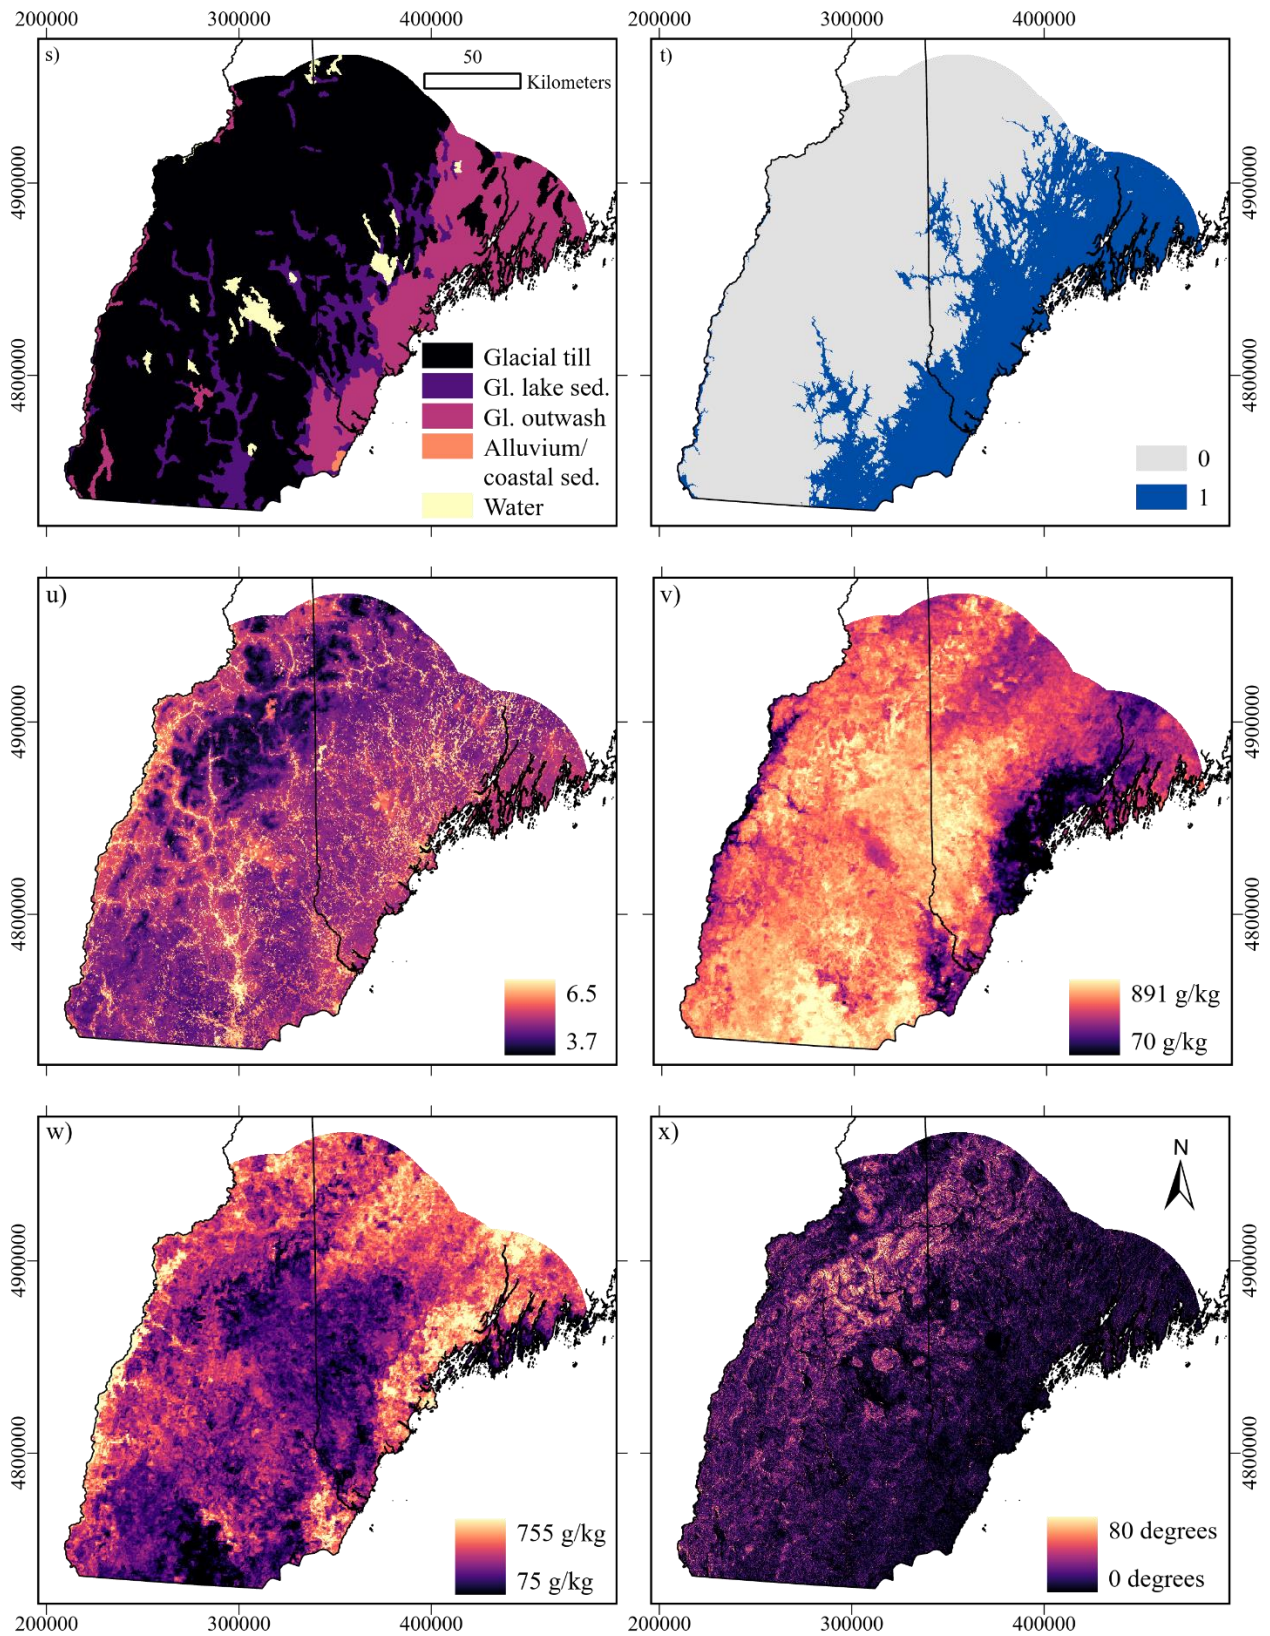 200000 300000 400000 200000 300000 400000
s) 50 t)
Kilometers
4900000 4900000
4800000 4800000
Glacial till
Gl. lake sed.
Gl. outwash
Alluvium/
coastal sed.
Water
0
1
u) v)
4900000 4900000
4800000 4800000
6.5 891 g/kg
3.7 70 g/kg
w) x)
N
4900000 4900000
4800000 4800000
755 g/kg 80 degrees
75 g/kg 0 degrees
200000 300000 400000 200000 300000 400000